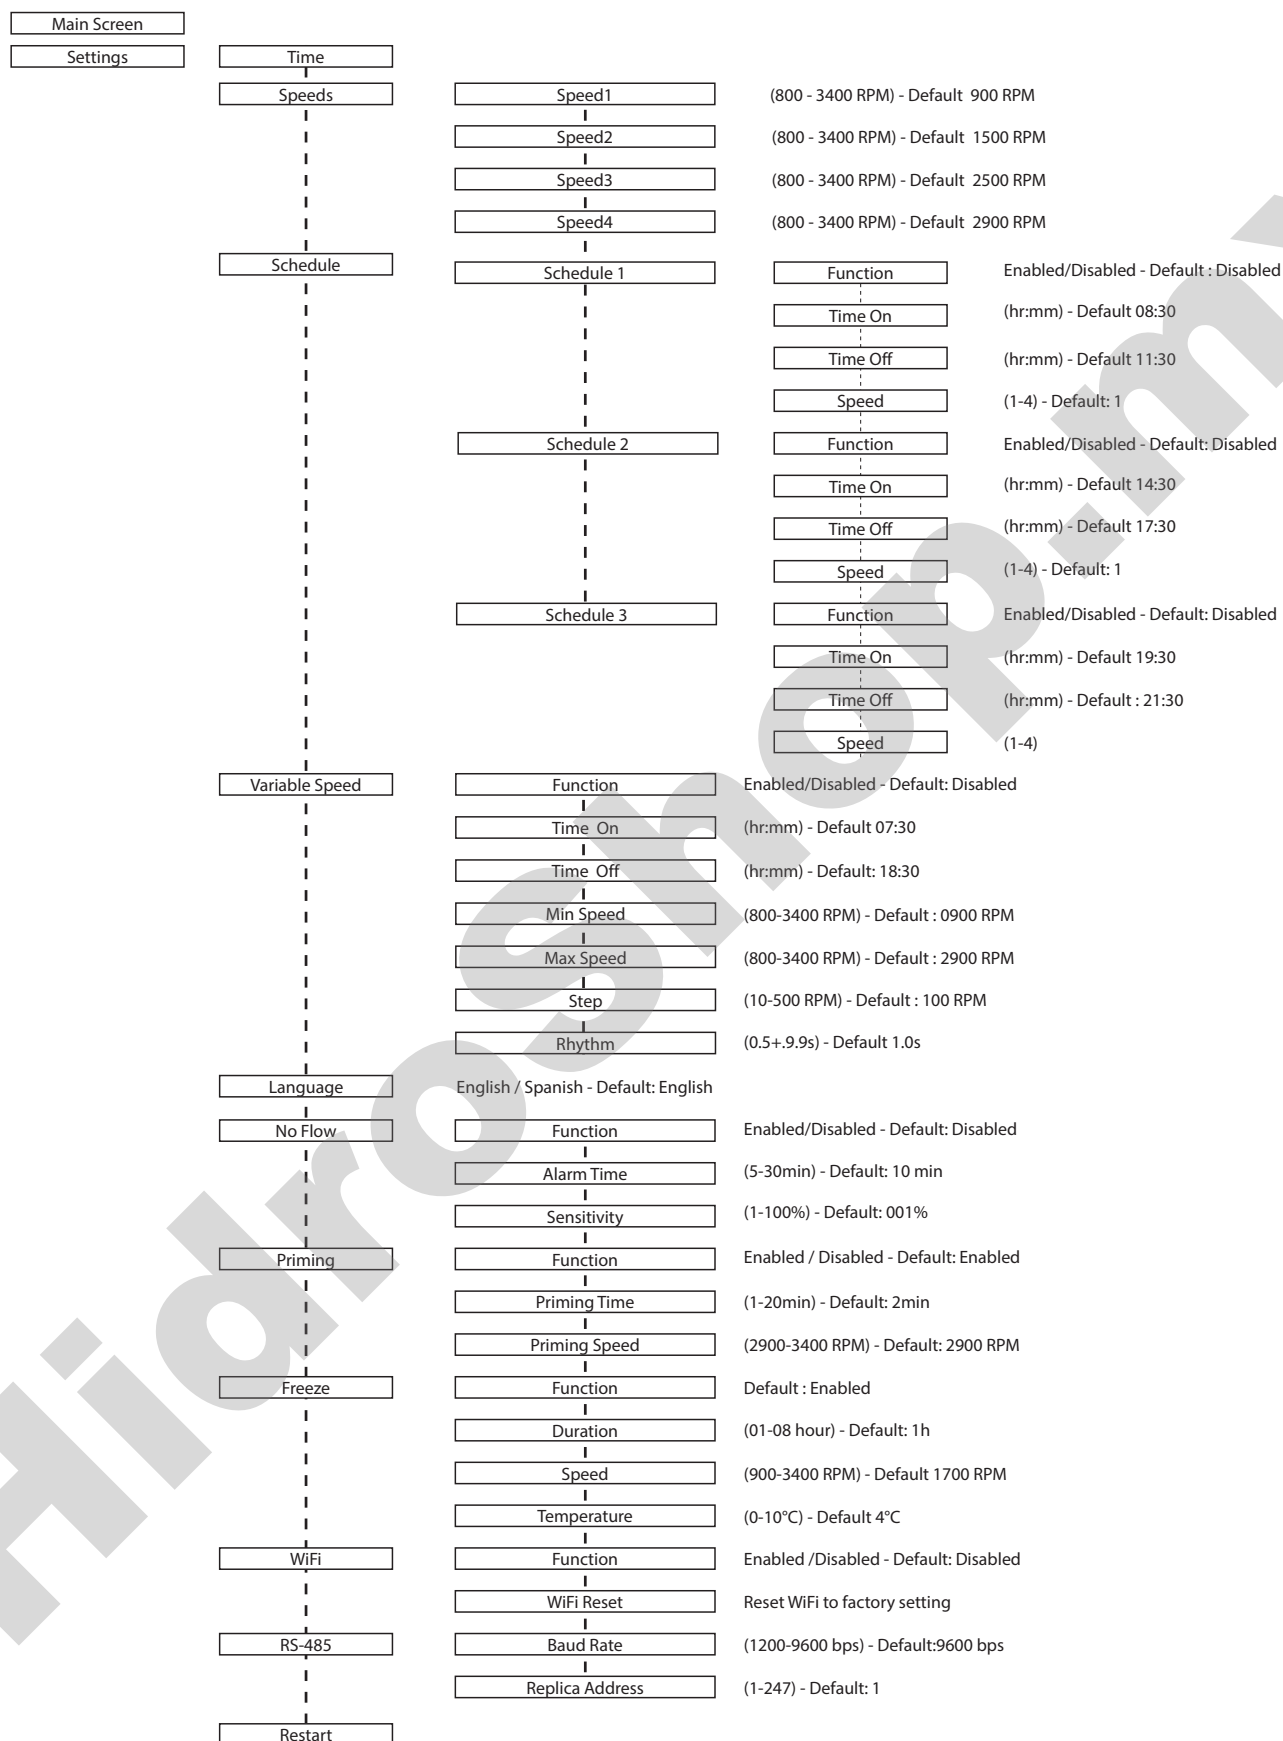 Main Screen
Settings
Time
Speeds
Speed1
(800 - 3400 RPM) - Default  900 RPM
Speed2
(800 - 3400 RPM) - Default  1500 RPM
Speed3
(800 - 3400 RPM) - Default  2500 RPM
Speed4
(800 - 3400 RPM) - Default  2900 RPM
Schedule
Schedule 1
Function
Enabled/Disabled - Default : Disabled
Time On
(hr:mm) - Default 08:30
Time Off
(hr:mm) - Default 11:30
Speed
(1-4) - Default: 1
Schedule 2
Function
Enabled/Disabled - Default: Disabled
Time On
(hr:mm) - Default 14:30
Time Off
(hr:mm) - Default 17:30
Speed
(1-4) - Default: 1
Schedule 3
Function
Enabled/Disabled - Default: Disabled
Time On
(hr:mm) - Default 19:30
Time Off
(hr:mm) - Default : 21:30
Speed
(1-4)
Variable Speed
Function
Enabled/Disabled - Default: Disabled
Time  On
(hr:mm) - Default 07:30
Time  Off
(hr:mm) - Default: 18:30
Min Speed
(800-3400 RPM) - Default : 0900 RPM
Max Speed
(800-3400 RPM) - Default : 2900 RPM
Step
(10-500 RPM) - Default : 100 RPM
Rhythm
(0.5+.9.9s) - Default 1.0s
Language
English / Spanish - Default: English
No Flow
Function
Enabled/Disabled - Default: Disabled
Alarm Time
(5-30min) - Default: 10 min
Sensitivity
(1-100%) - Default: 001%
Priming
Function
Enabled / Disabled - Default: Enabled
Priming Time
(1-20min) - Default: 2min
Priming Speed
(2900-3400 RPM) - Default: 2900 RPM
Freeze
Function
Default : Enabled
Duration
(01-08 hour) - Default: 1h
Speed
(900-3400 RPM) - Default 1700 RPM
Temperature
(0-10°C) - Default 4°C
WiFi
Function
Enabled /Disabled - Default: Disabled
WiFi Reset
Reset WiFi to factory setting
RS-485
Baud Rate
(1200-9600 bps) - Default:9600 bps
Replica Address
(1-247) - Default: 1
Restart
Hidroshop.m